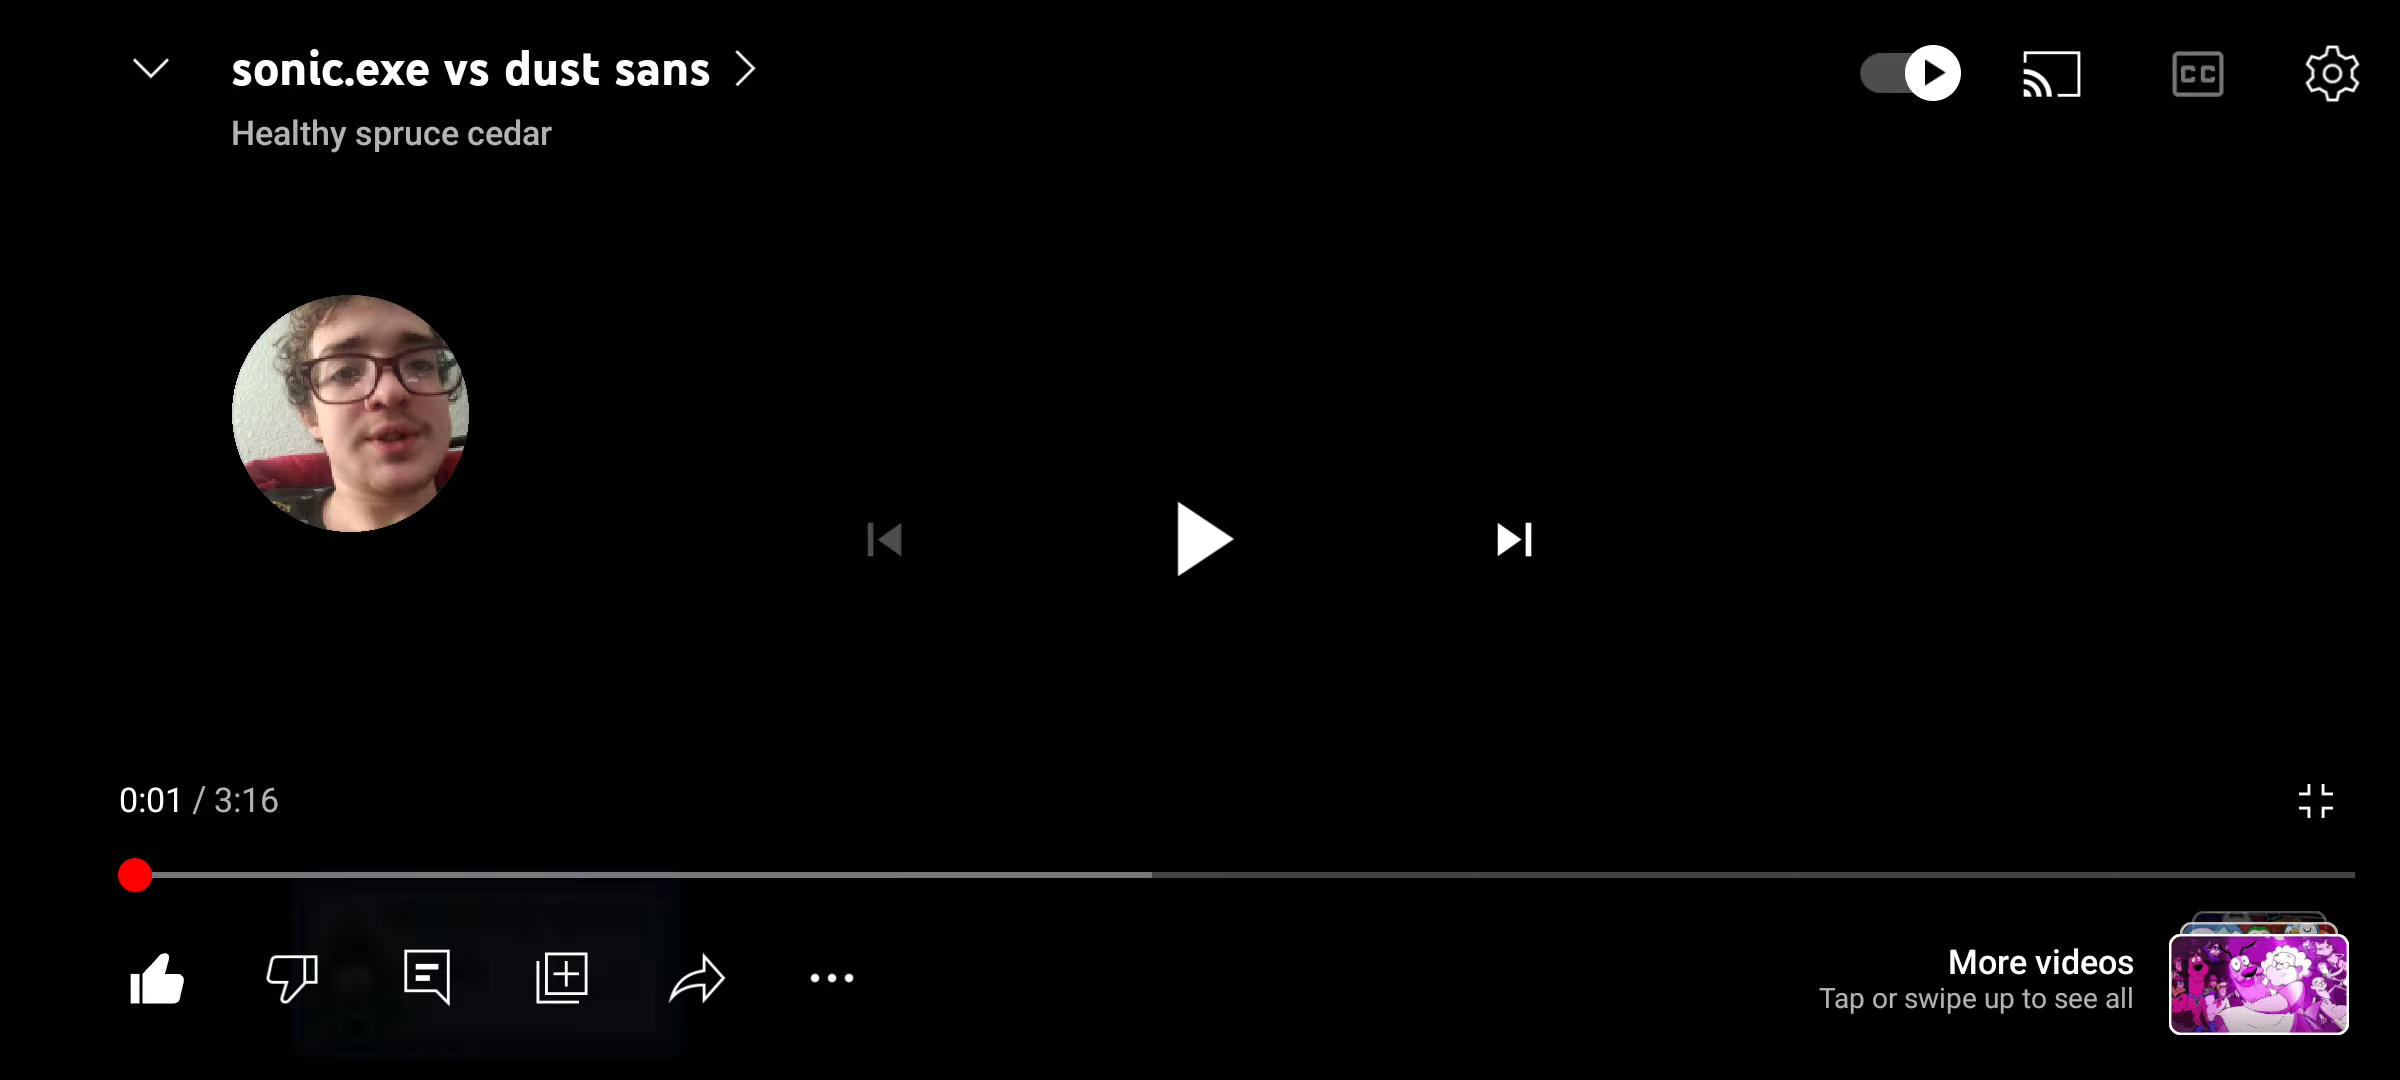 sonic.exe vs dust sans
Healthy spruce cedar
CC
0:01 / 3:16
More videos
Tap or swipe up to see all